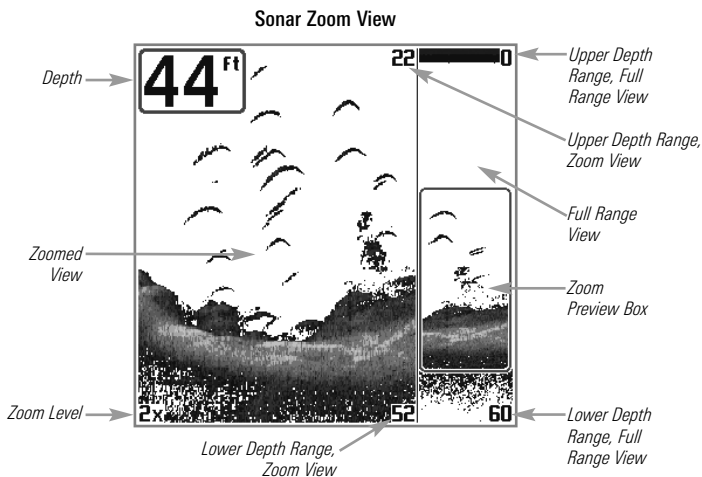 Sonar Zoom View
Depth
44 Ft
22
0
Upper Depth
Range, Full
Range View
Upper Depth Range,
Zoom View
Full Range
View
Zoomed
View
Zoom
Preview Box
Zoom Level
2x
52
60
Lower Depth Range,
Zoom View
Lower Depth
Range, Full
Range View